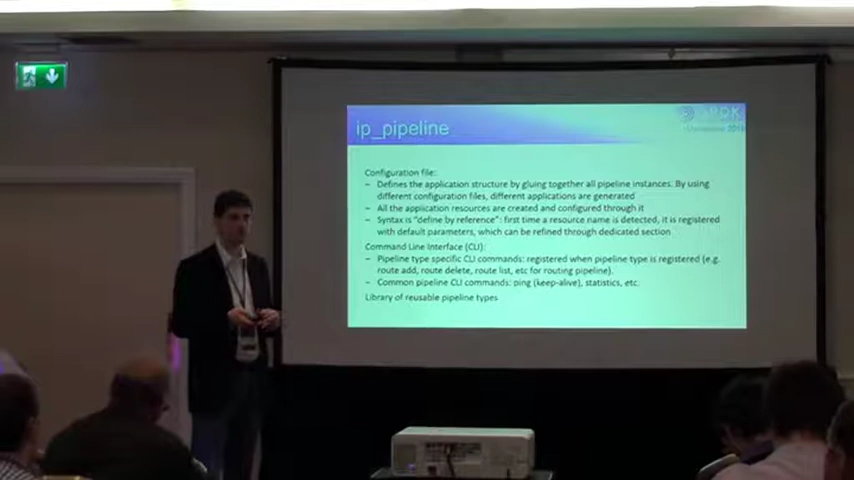 ip_pipeline
DPDK
Configuration file:
– Defines the application structure by gluing together all pipeline instances. By using
different configuration files, different applications are generated
– All the application resources are created and configured through it
– Syntax is “define by reference”: first time a resource name is detected, it is registered
with default parameters, which can be refined through dedicated section
Command Line Interface (CLI):
– Pipeline type specific CLI commands: registered when pipeline type is registered (e.g.
route add, route delete, route list, etc for routing pipeline).
– Common pipeline CLI commands: ping (keep-alive), statistics, etc.
Library of reusable pipeline types